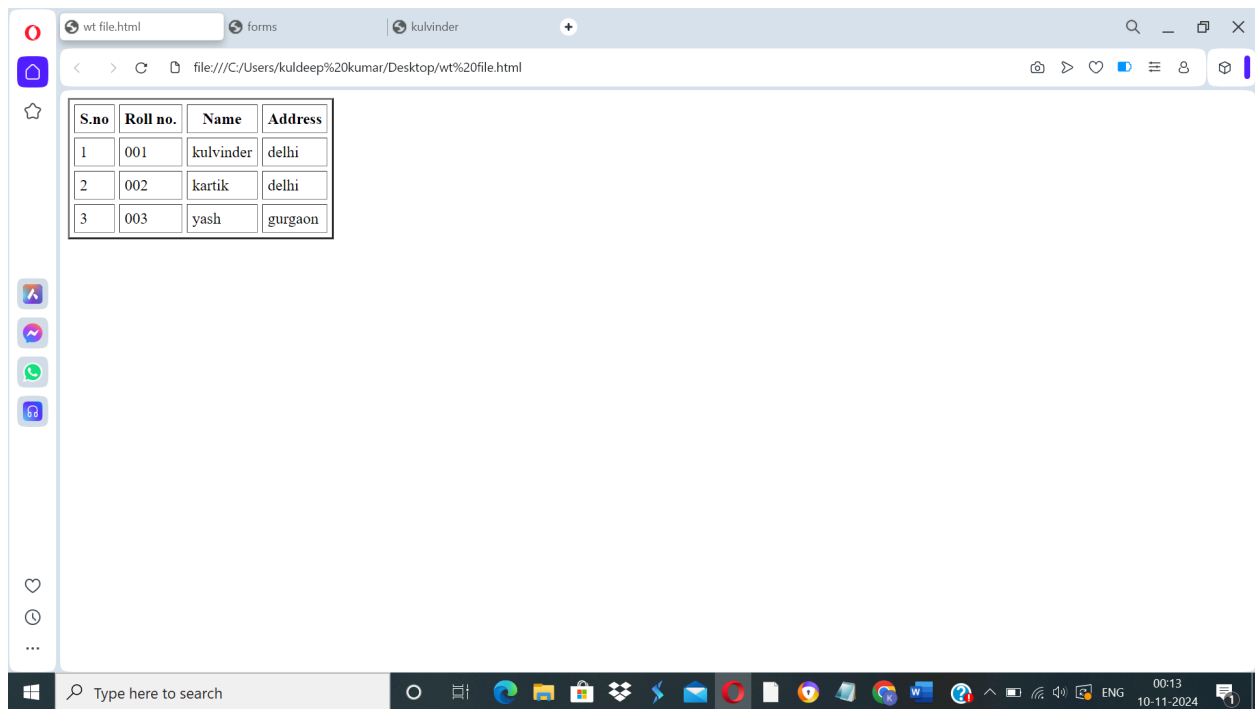 wt file.html forms kulvinder
file:///C:/Users/kuldeep%20kumar/Desktop/wt%20file.html
S.no Roll no. Name Address
1 001 kulvinder delhi
2 002 kartik delhi
3 003 yash gurgaon
Type here to search
ENG
00:13
10-11-2024